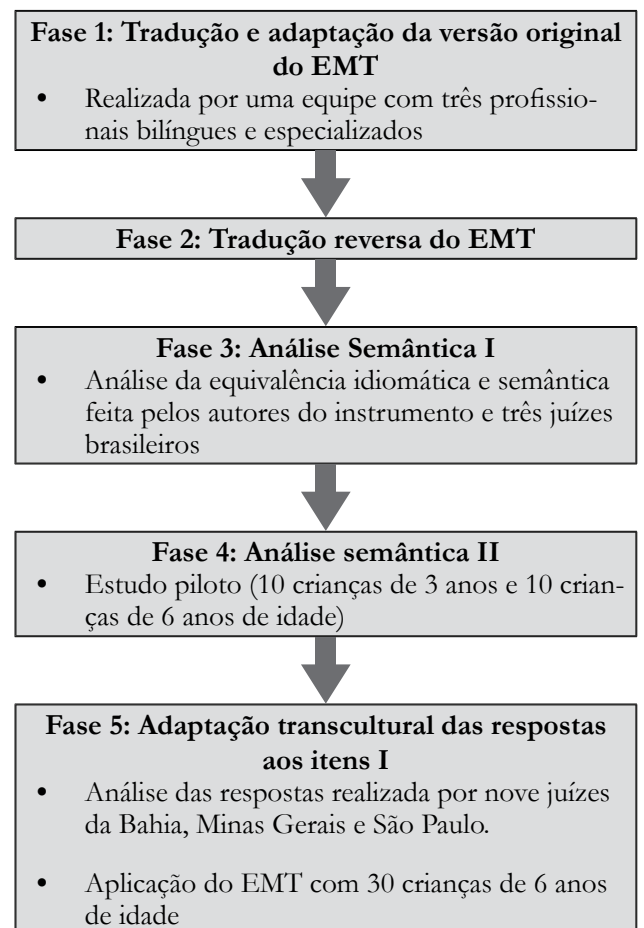 Fase 1: Tradução e adaptação da versão original
do EMT
• Realizada por uma equipe com três profissio-
nais bilíngues e especializados
Fase 2: Tradução reversa do EMT
Fase 3: Análise Semântica I
• Análise da equivalência idiomática e semântica
feita pelos autores do instrumento e três juízes
brasileiros
Fase 4: Análise semântica II
• Estudo piloto (10 crianças de 3 anos e 10 crian-
ças de 6 anos de idade)
Fase 5: Adaptação transcultural das respostas
aos itens I
• Análise das respostas realizada por nove juízes
da Bahia, Minas Gerais e São Paulo.
• Aplicação do EMT com 30 crianças de 6 anos
de idade